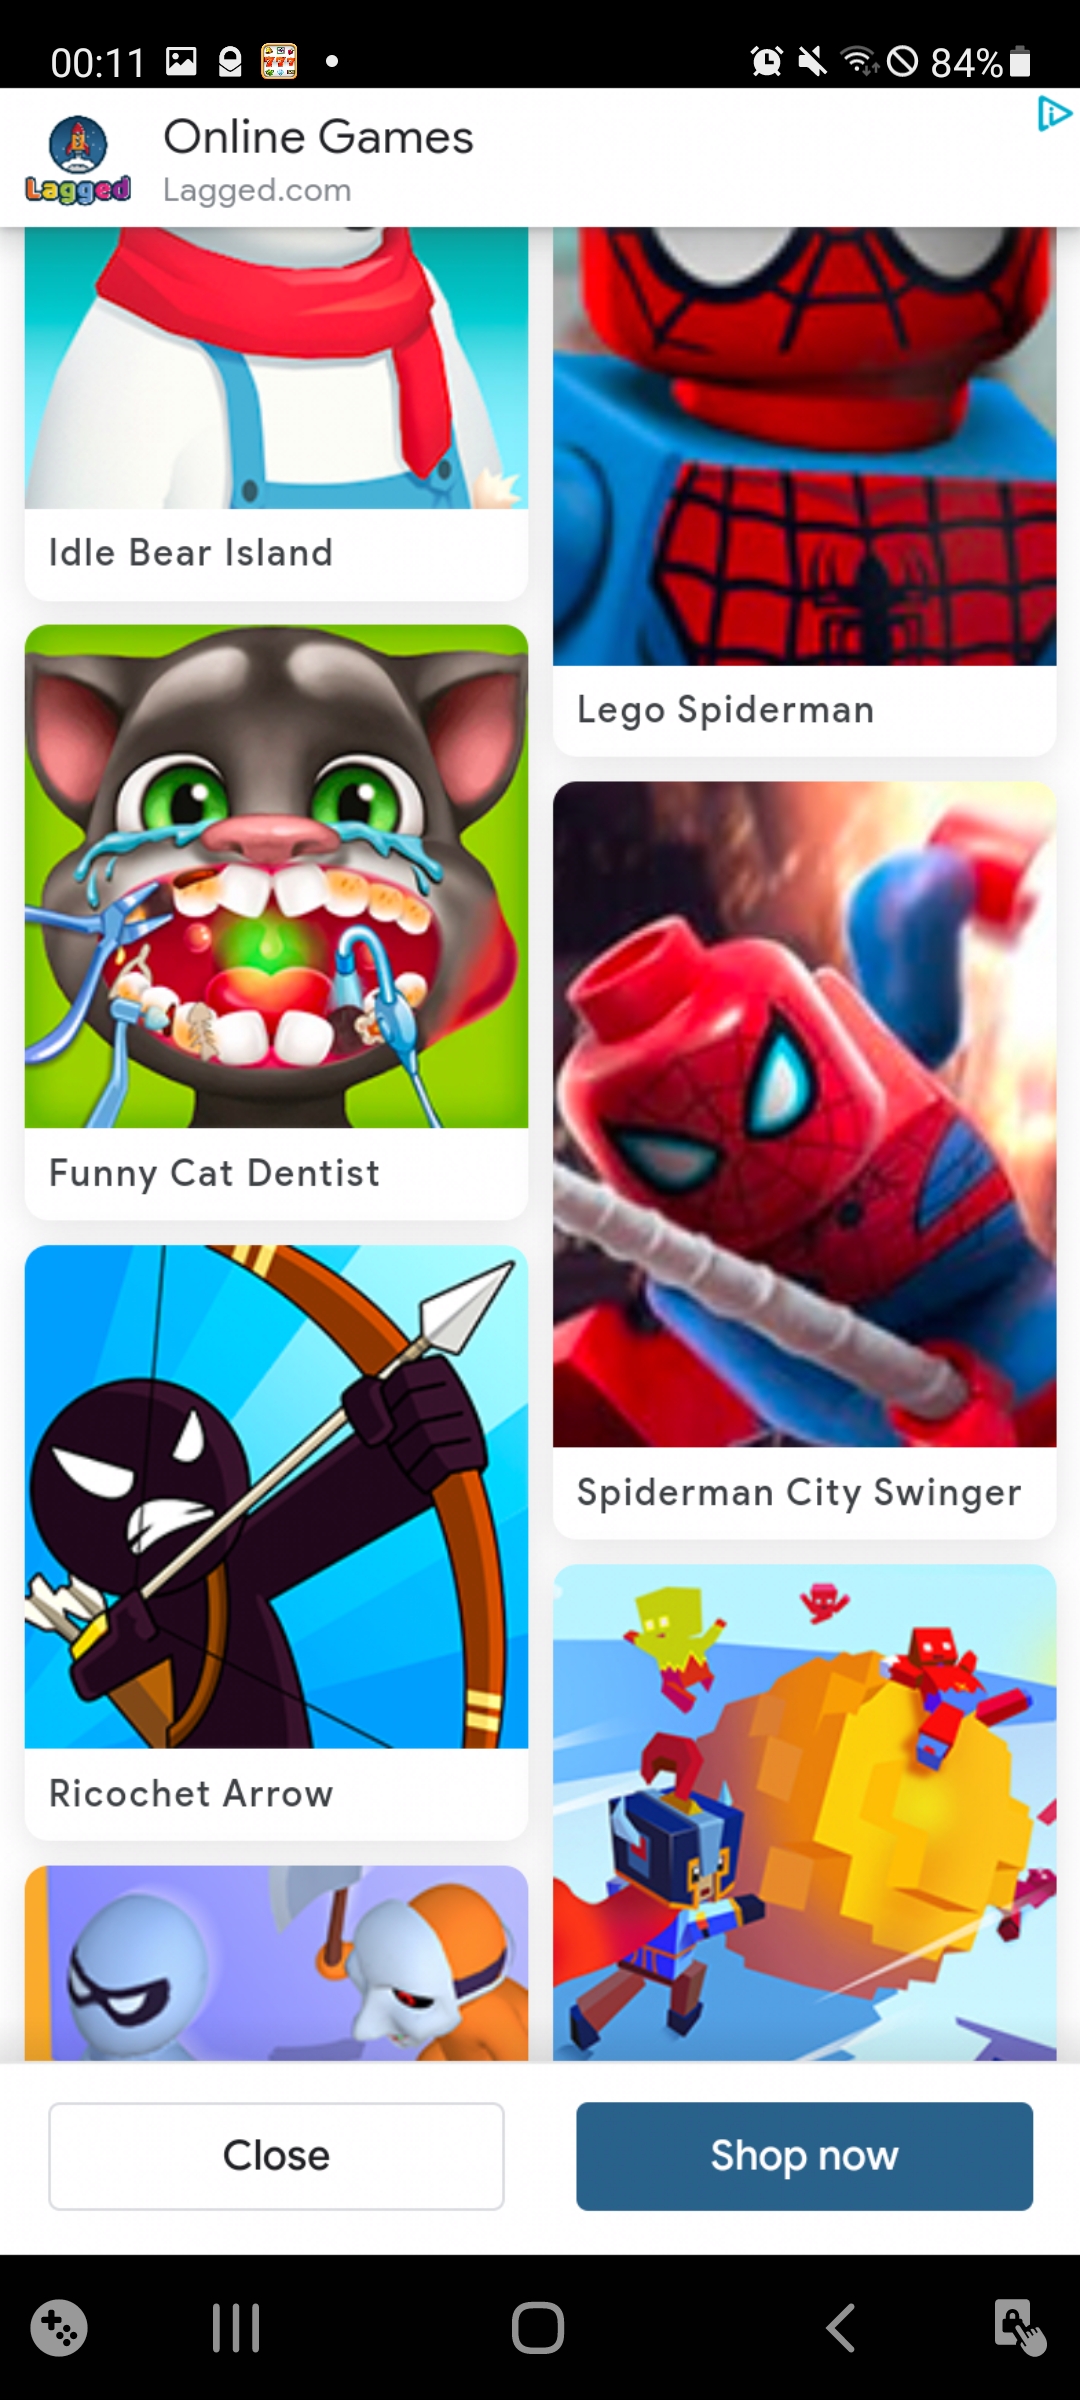 00:11
84%
Lagged
Online Games
Lagged.com
Idle Bear Island
Lego Spiderman
Funny Cat Dentist
Spiderman City Swinger
Ricochet Arrow
Close
Shop now